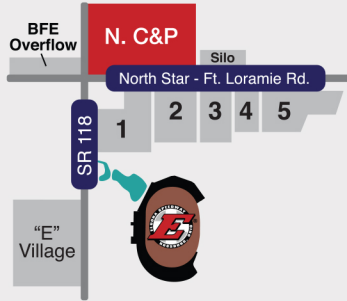 BFE
Overflow
N. C&P
Silo
North Star - Ft. Loramie Rd.
SR 118
1
2
3
4
5
"E"
Village
E